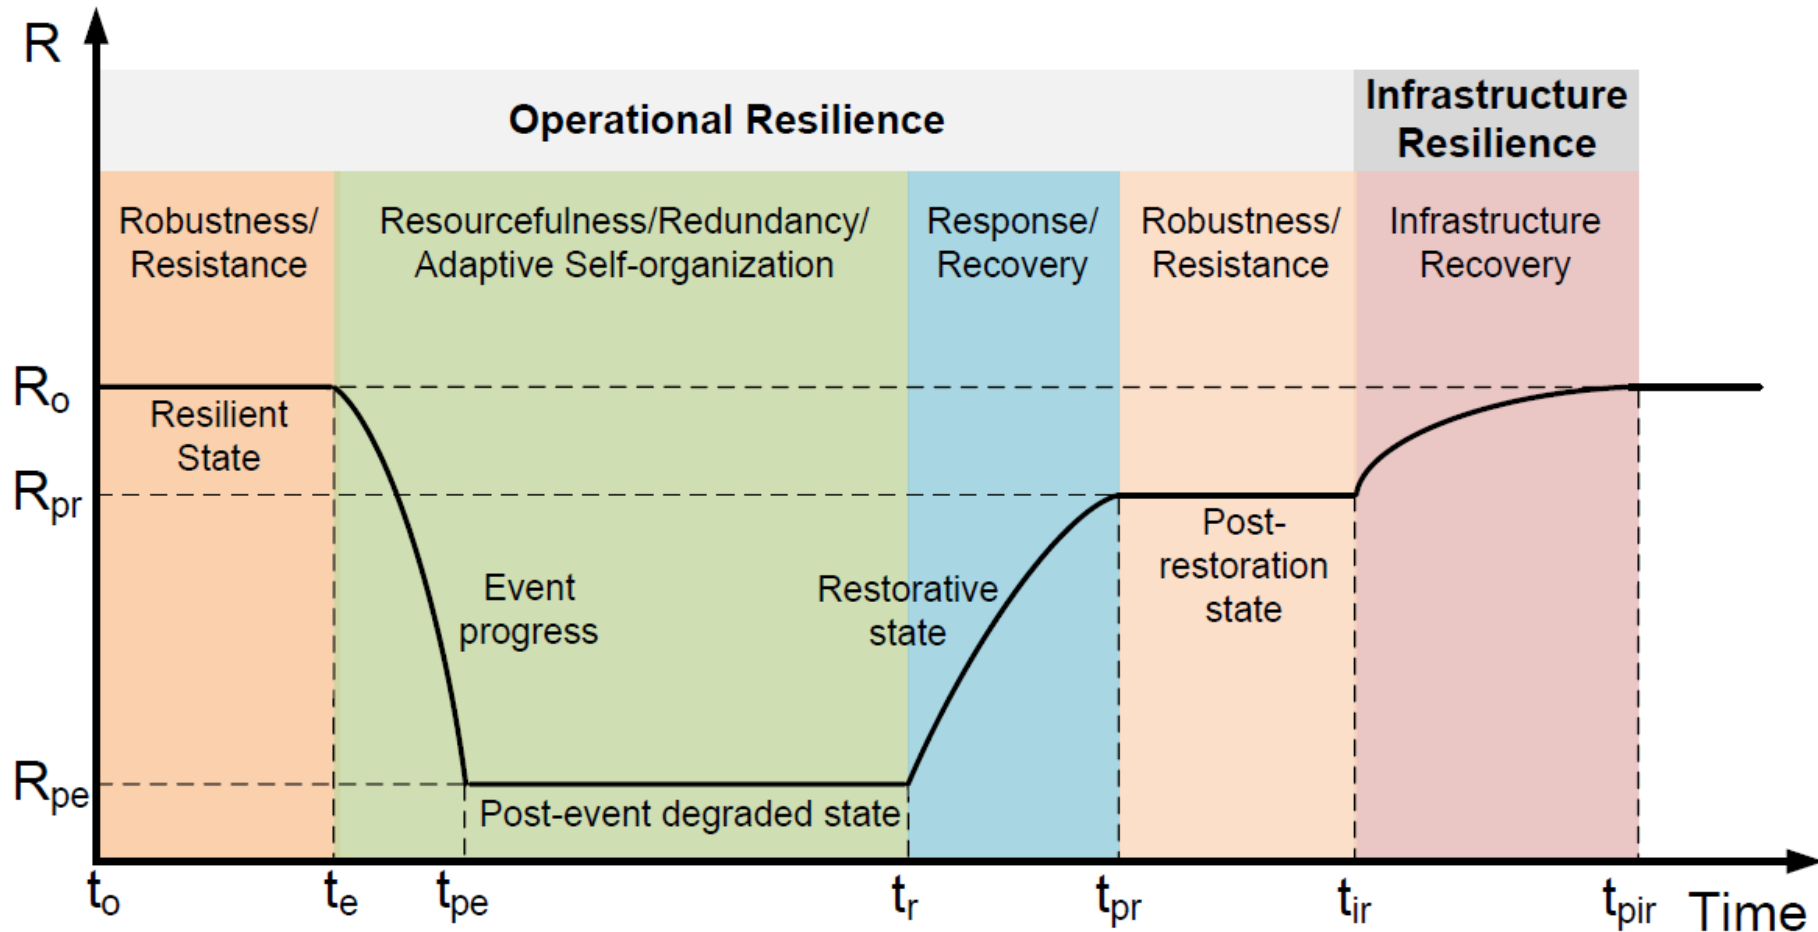 R
Operational Resilience
Infrastructure
Resilience
Robustness/
Resistance
Resourcefulness/Redundancy/
Adaptive Self-organization
Response/
Recovery
Robustness/
Resistance
Infrastructure
Recovery
Ro
Resilient
State
Rpr
Post-
restoration
state
Event
progress
Restorative
state
Rpe
Post-event degraded state
to
te
tpe
tr
tpr
tir
tpir
Time